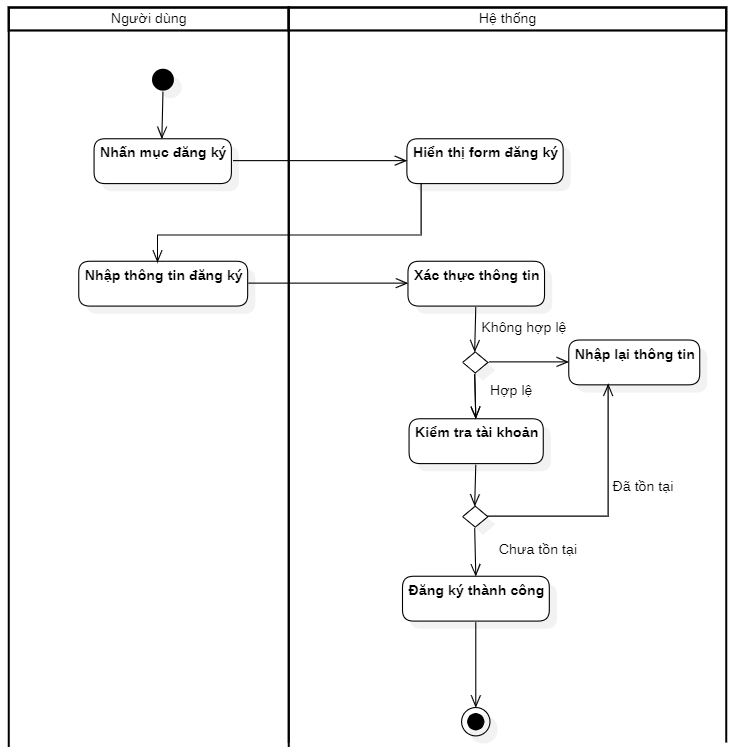 Người dùng
Hệ thống
Nhấn mục đăng ký
Hiển thị form đăng ký
Nhập thông tin đăng ký
Xác thực thông tin
Không hợp lệ
Nhập lại thông tin
Hợp lệ
Kiểm tra tài khoản
Đã tồn tại
Chưa tồn tại
Đăng ký thành công